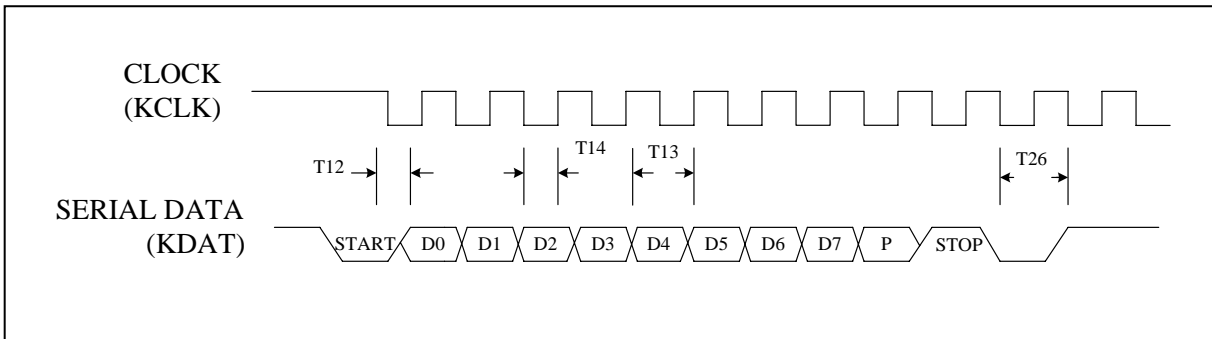 CLOCK
(KCLK)
T12
T14
T13
T26
SERIAL DATA
(KDAT)
START
D0
D1
D2
D3
D4
D5
D6
D7
P
STOP